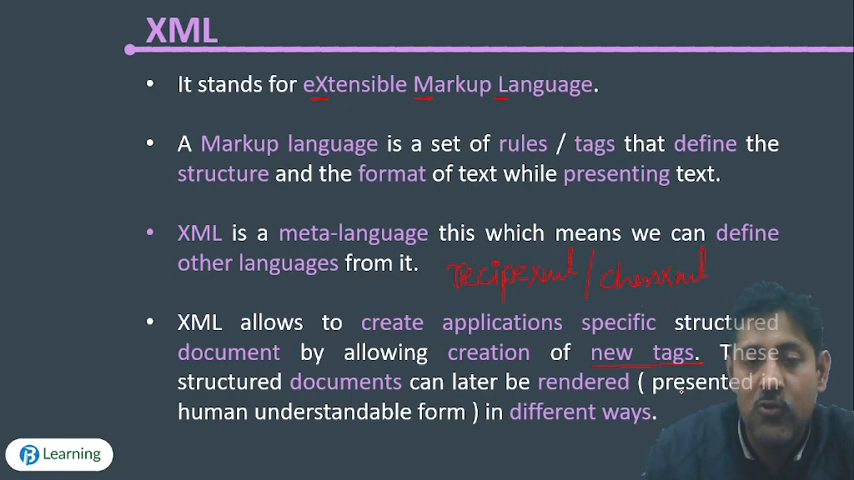 XML
• It stands for eXtensible Markup Language.
• A Markup language is a set of rules / tags that define the
structure and the format of text while presenting text.
• XML is a meta-language this which means we can define
other languages from it.
recipexml / chessxml
• XML allows to create applications specific structured
document by allowing creation of new tags. These
structured documents can later be rendered ( presented in
human understandable form ) in different ways.
Learning